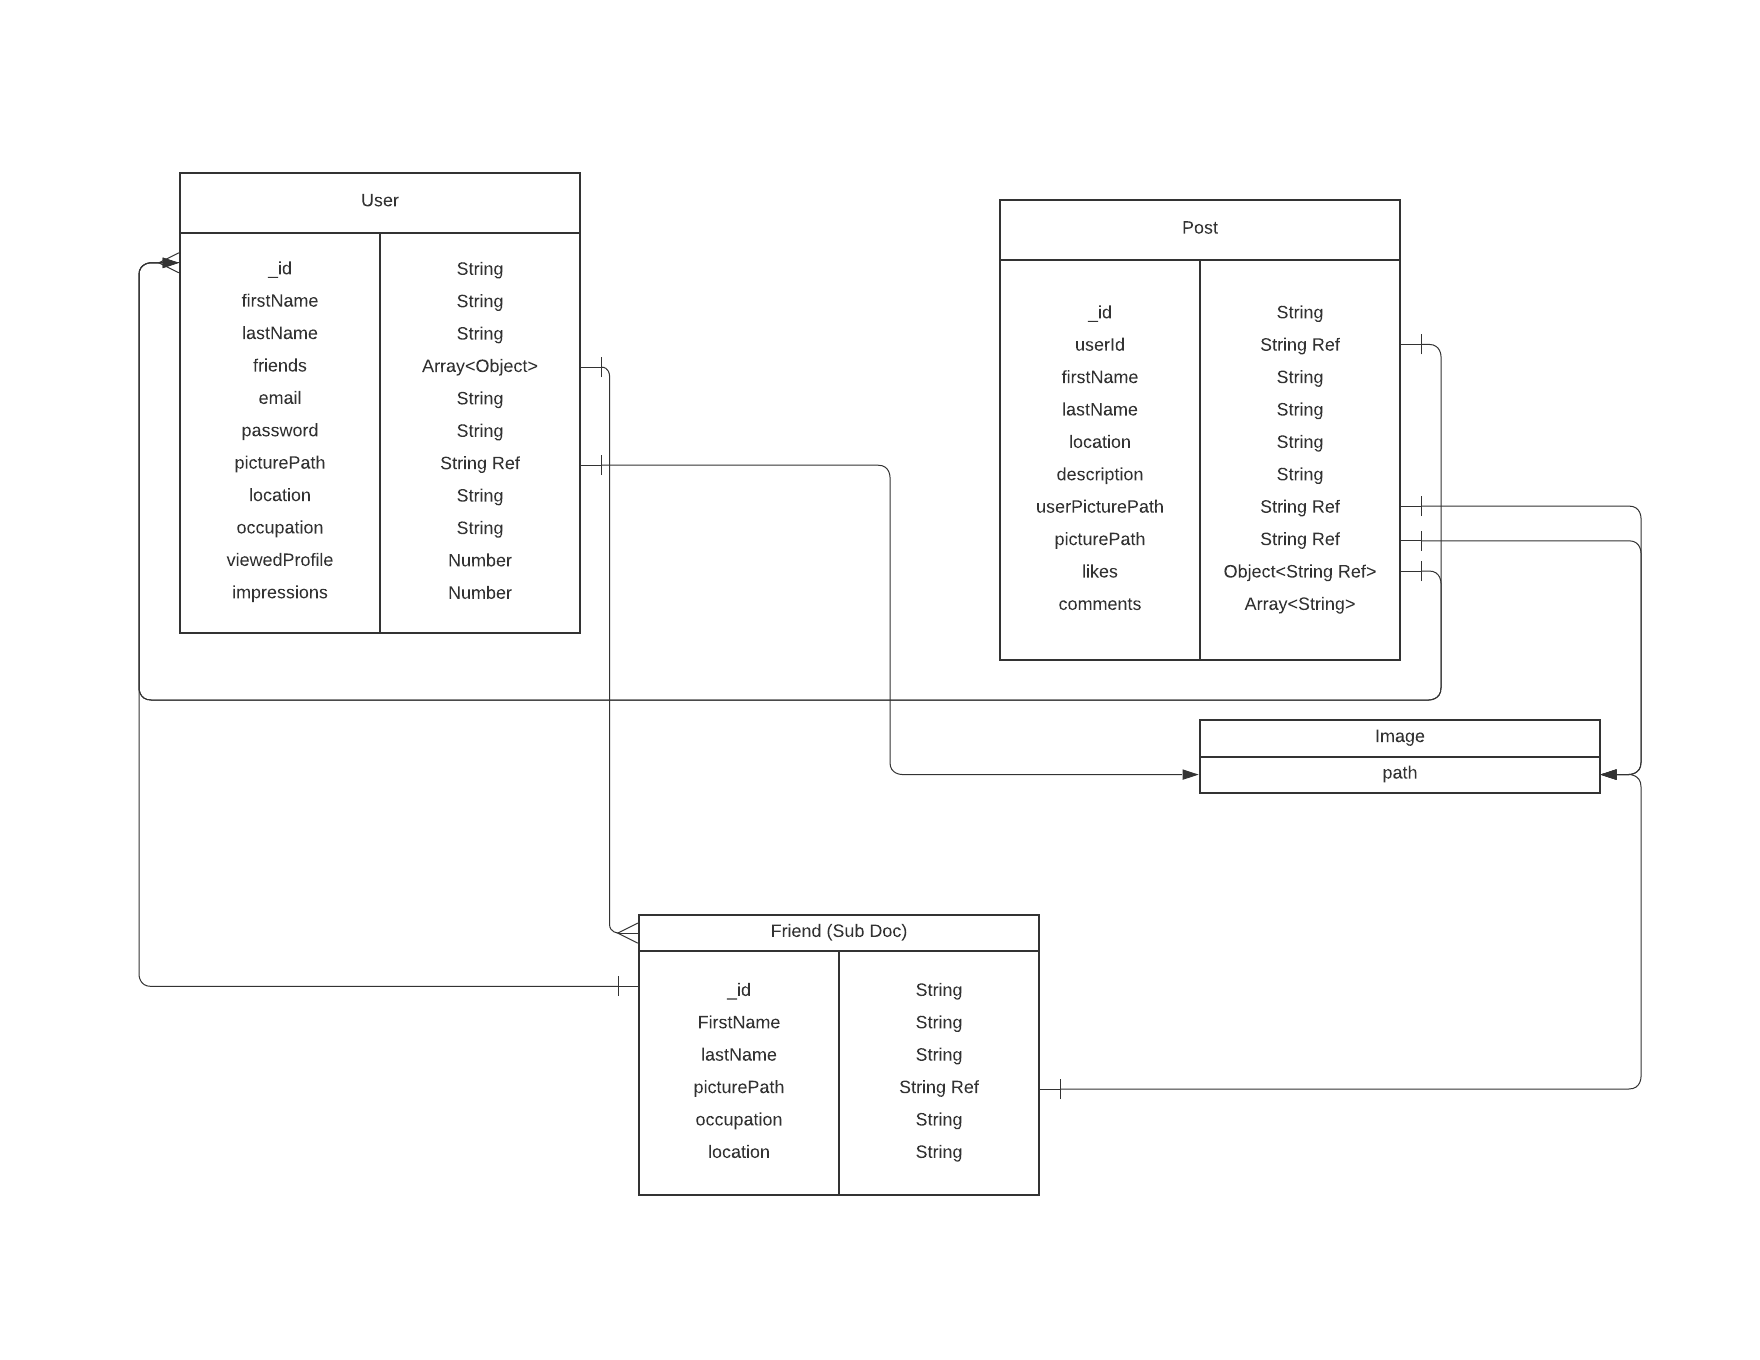 User
_id String
firstName String
lastName String
friends Array<Object>
email String
password String
picturePath String Ref
location String
occupation String
viewedProfile Number
impressions Number
Post
_id String
userId String Ref
firstName String
lastName String
location String
description String
userPicturePath String Ref
picturePath String Ref
likes Object<String Ref>
comments Array<String>
Image
path
Friend (Sub Doc)
_id String
FirstName String
lastName String
picturePath String Ref
occupation String
location String